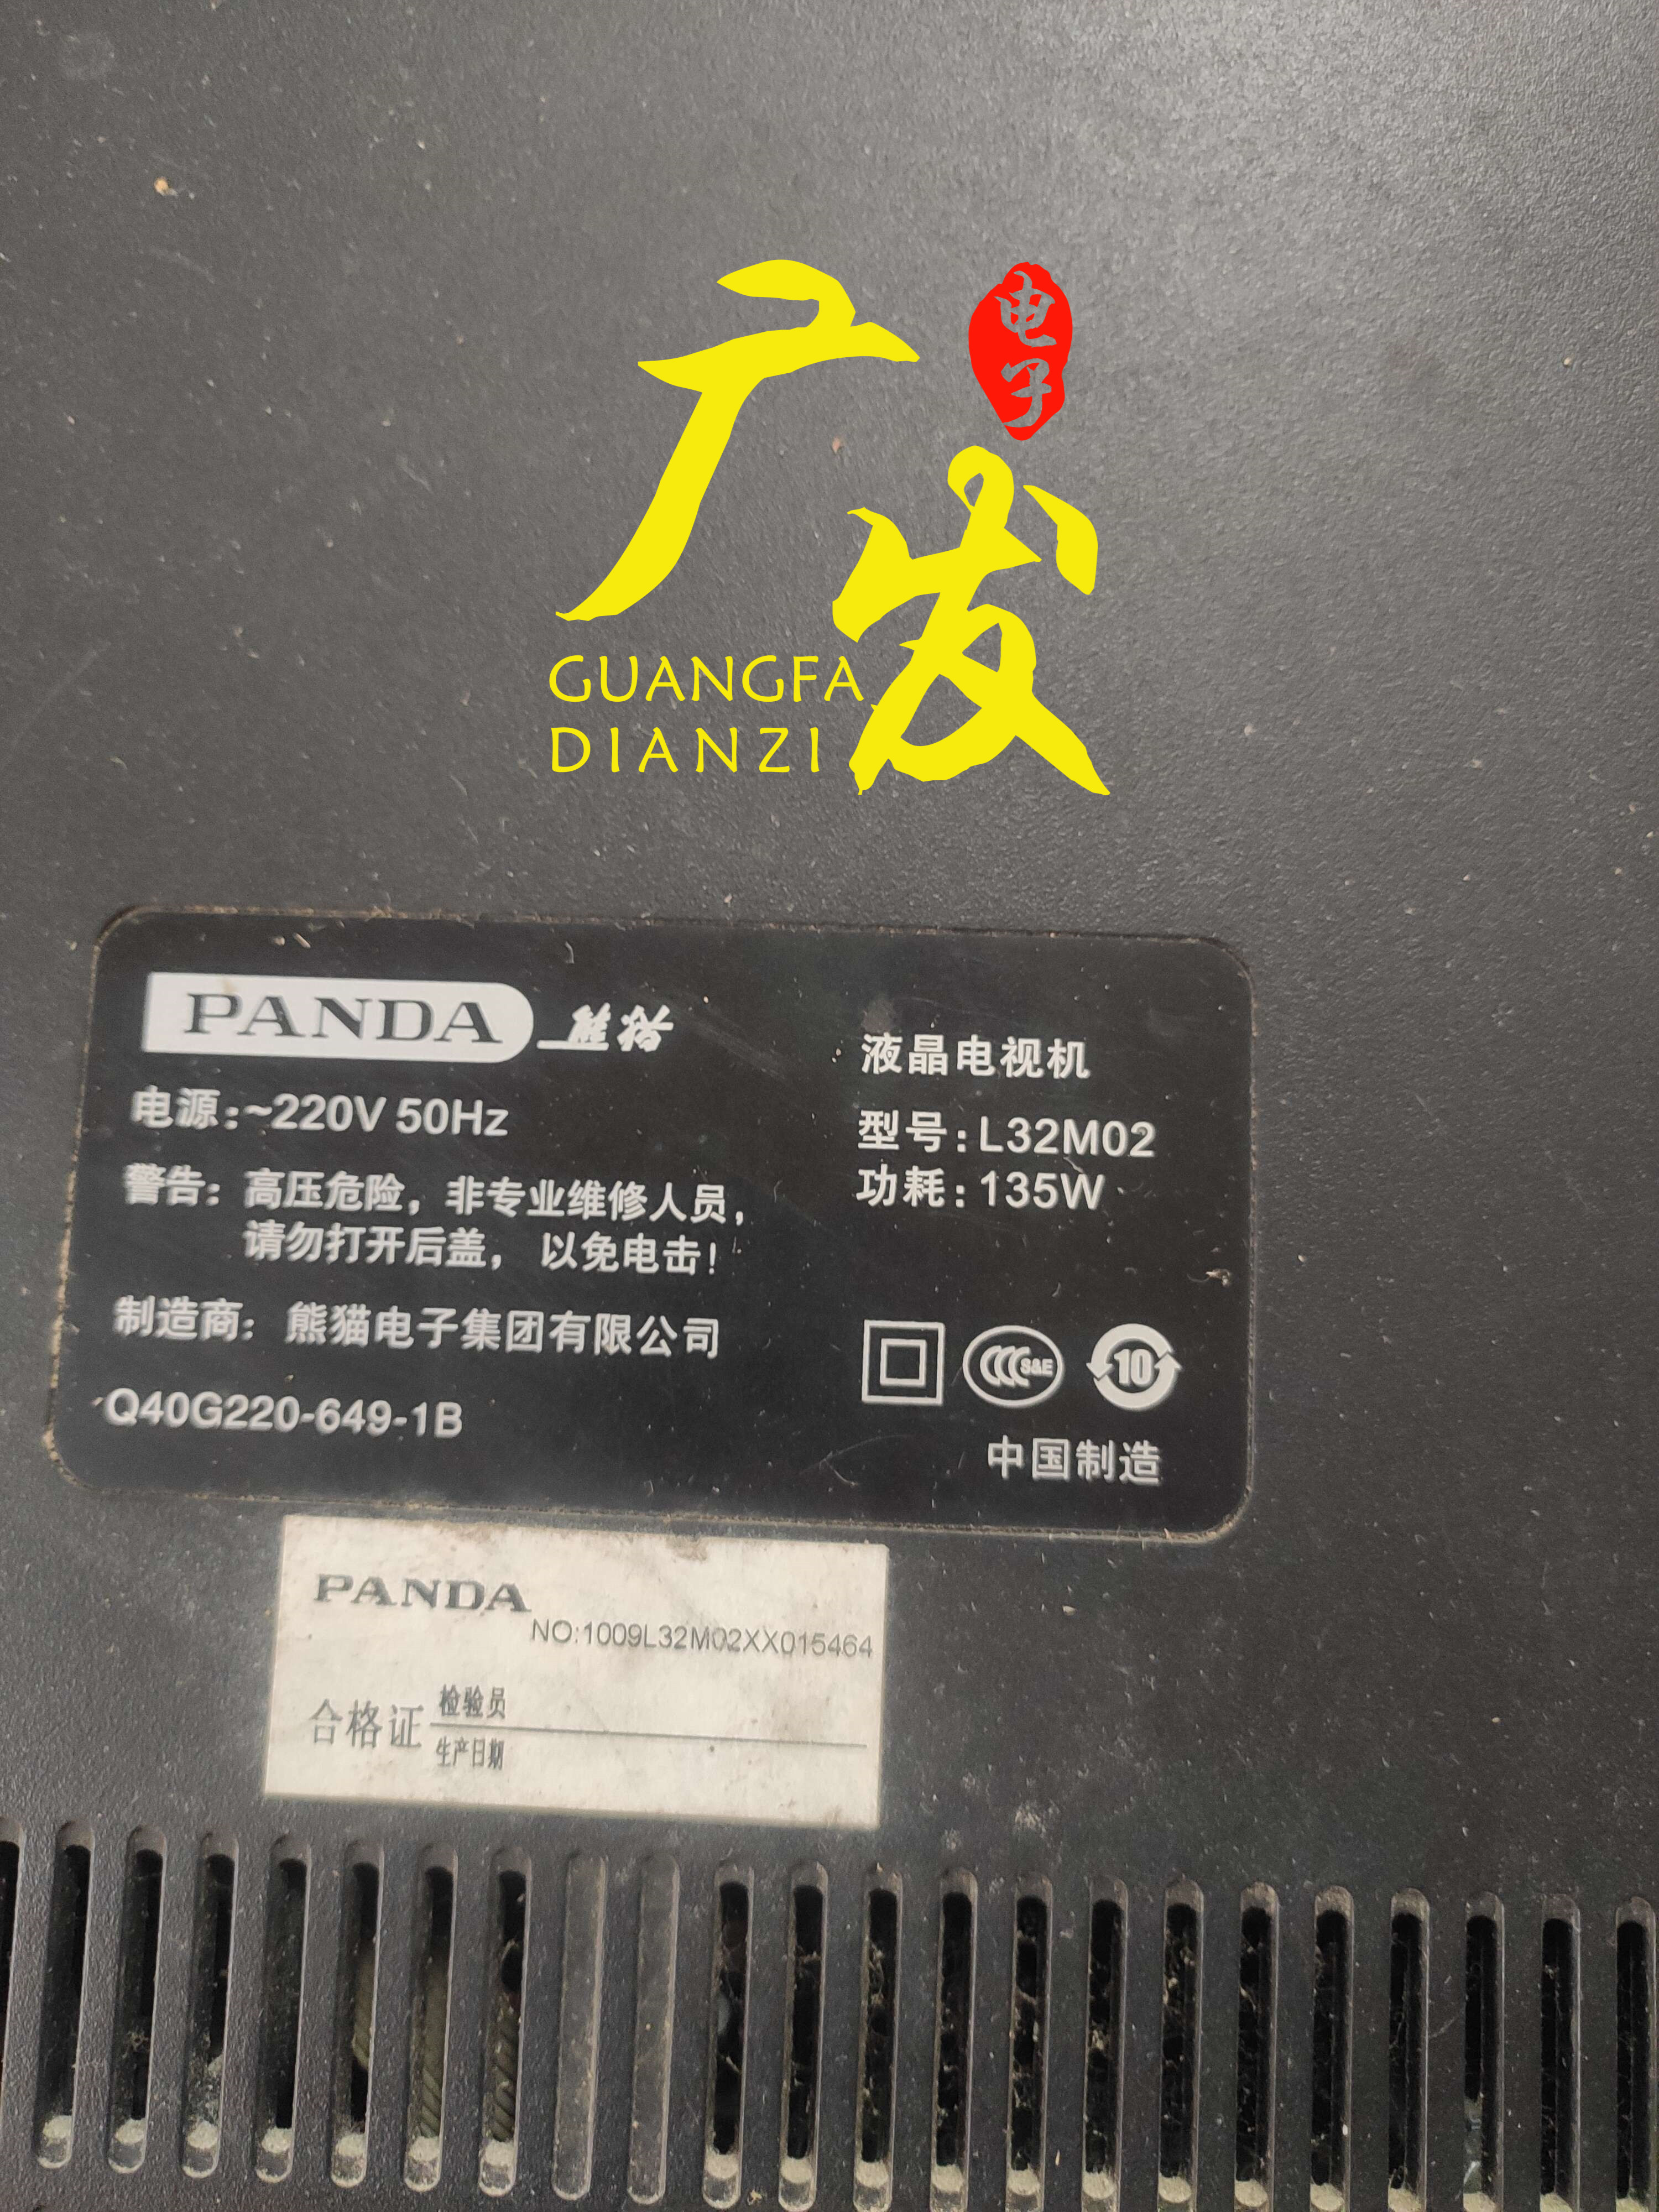 广发
电子
GUANGFA
DIANZI
PANDA 熊猫
液晶电视机
电源:~220V 50Hz
型号:L32M02
功耗:135W
警告:高压危险,非专业维修人员,
请勿打开后盖,以免电击!
制造商:熊猫电子集团有限公司
CCC S&E
10
Q40G220-649-1B
中国制造
PANDA
NO:1009L32M02XX015464
合格证
检验员
生产日期